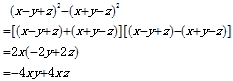 (x−y+z)²−(x+y−z)²
=[(x−y+z)+(x+y−z)][(x−y+z)−(x+y−z)]
=2x(−2y+2z)
=−4xy+4xz